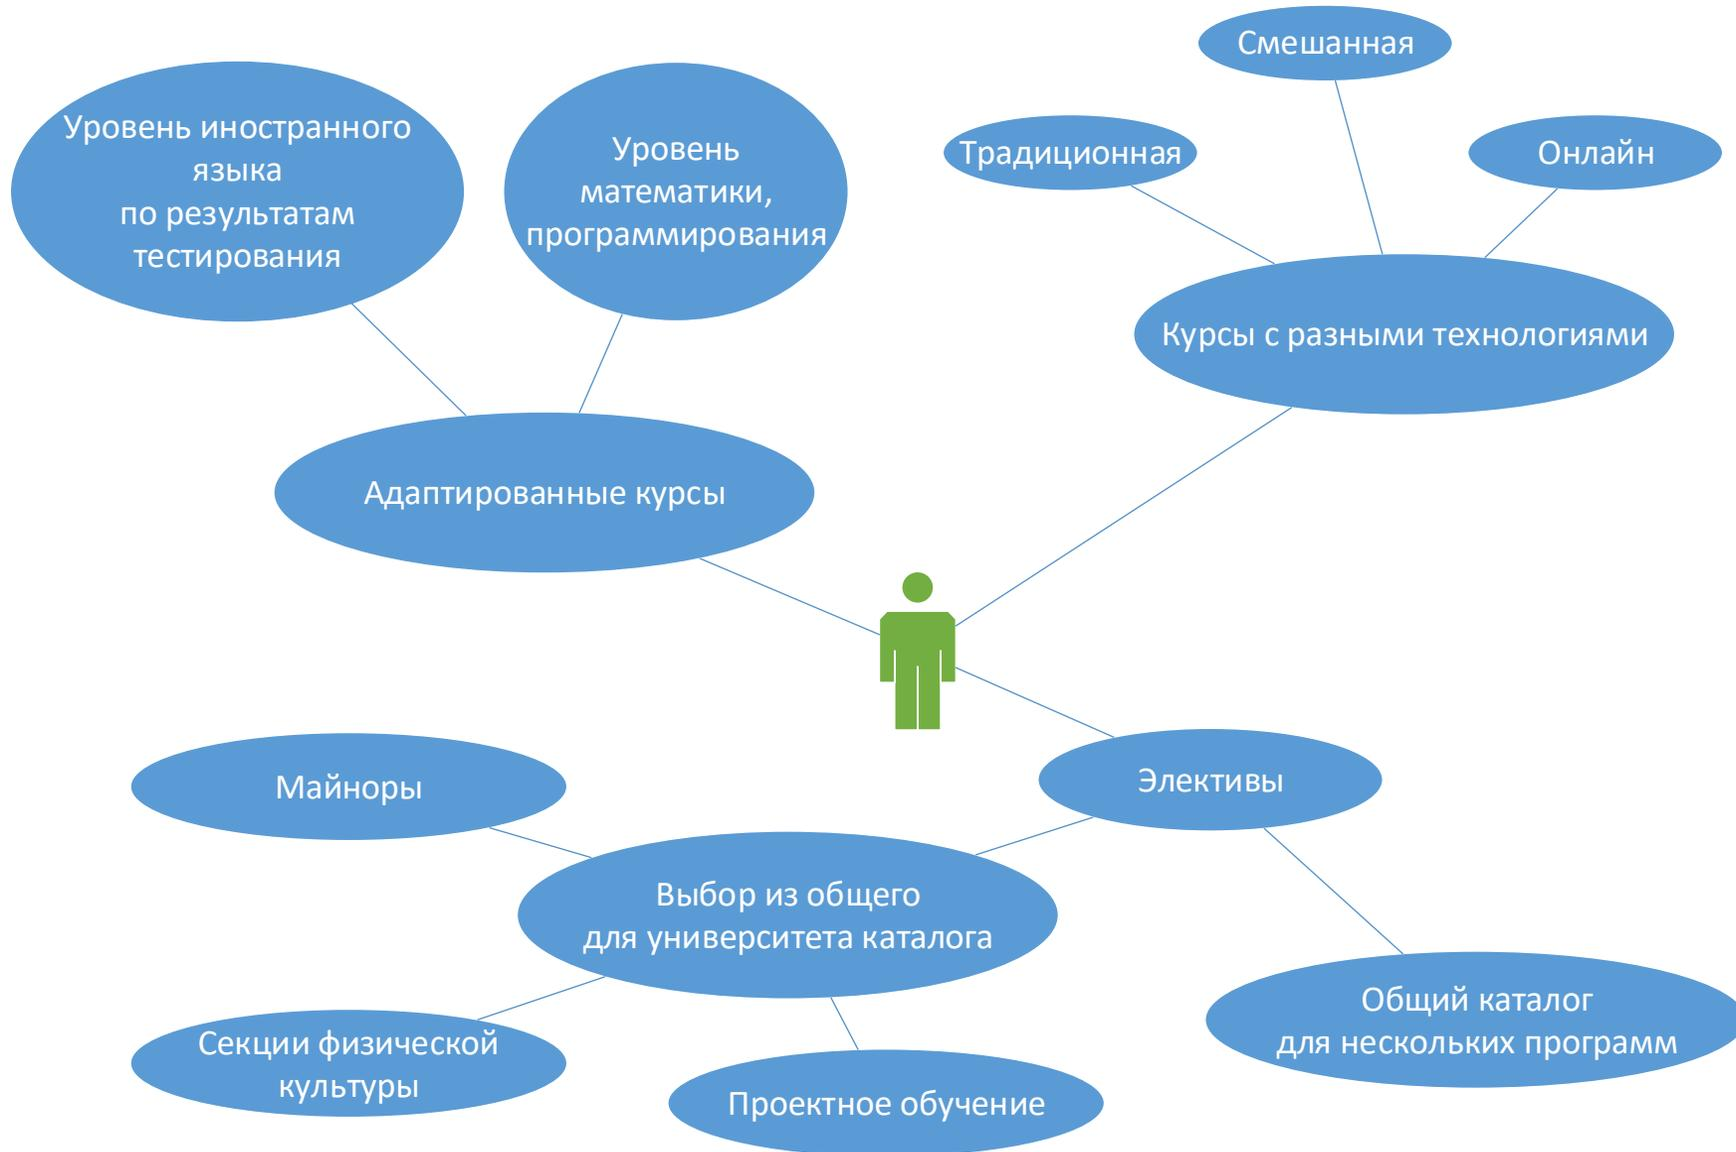 Смешанная
Традиционная
Онлайн
Уровень иностранного
языка
по результатам
тестирования
Уровень
математики,
программирования
Курсы с разными технологиями
Адаптированные курсы
Майноры
Элективы
Выбор из общего
для университета каталога
Секции физической
культуры
Проектное обучение
Общий каталог
для нескольких программ